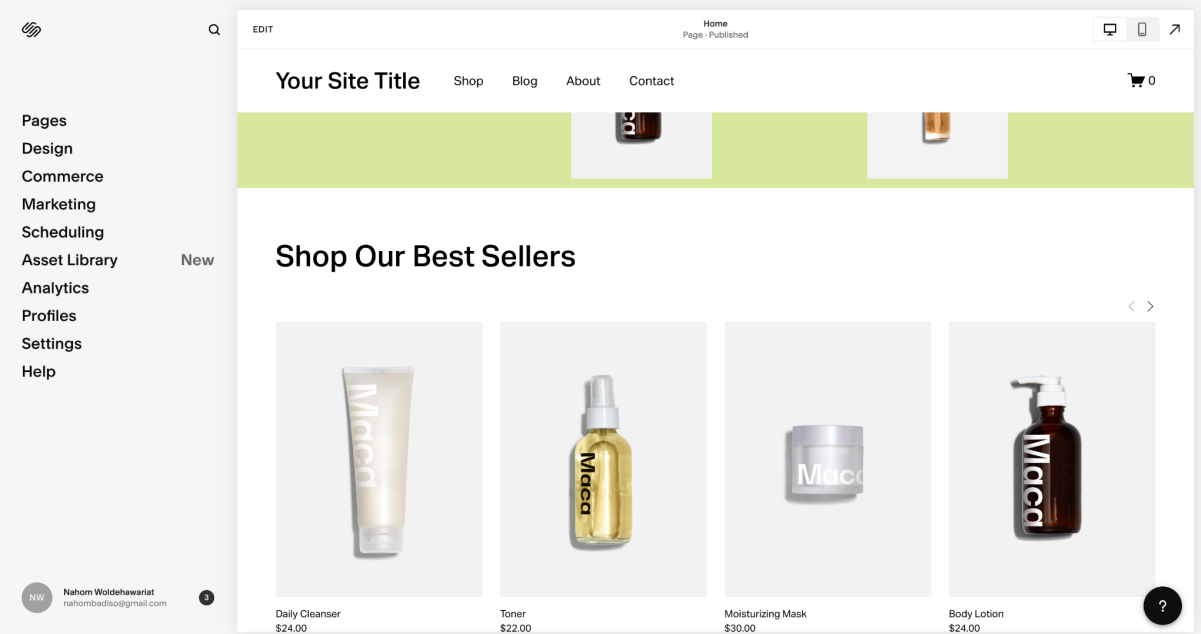 Pages
Design
Commerce
Marketing
Scheduling
Asset Library New
Analytics
Profiles
Settings
Help
NW
Nahom Woldehawariat
nahombadiso@gmail.com
3
EDIT
Home
Page · Published
Your Site Title Shop Blog About Contact 0
Shop Our Best Sellers
Maca
Maca
Maca
Maca
Daily Cleanser
$24.00
Toner
$22.00
Moisturizing Mask
$30.00
Body Lotion
$24.00
?